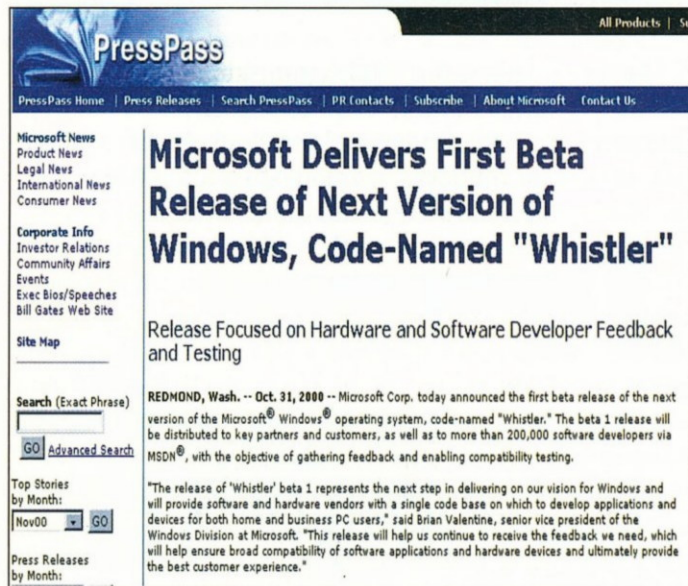 All Products |
PressPass
PressPass Home | Press Releases | Search PressPass | PR Contacts | Subscribe | About Microsoft Contact Us
Microsoft News
Product News
Legal News
International News
Consumer News
Corporate Info
Investor Relations
Community Affairs
Events
Exec Bios/Speeches
Bill Gates Web Site
Site Map
Search (Exact Phrase)
GO Advanced Search
Top Stories
by Month:
Nov00 GO
Press Releases
by Month:
Microsoft Delivers First Beta
Release of Next Version of
Windows, Code-Named "Whistler"
Release Focused on Hardware and Software Developer Feedback
and Testing
REDMOND, Wash. -- Oct. 31, 2000 -- Microsoft Corp. today announced the first beta release of the next
version of the Microsoft® Windows® operating system, code-named "Whistler." The beta 1 release will
be distributed to key partners and customers, as well as to more than 200,000 software developers via
MSDN®, with the objective of gathering feedback and enabling compatibility testing.
"The release of 'Whistler' beta 1 represents the next step in delivering on our vision for Windows and
will provide software and hardware vendors with a single code base on which to develop applications and
devices for both home and business PC users," said Brian Valentine, senior vice president of the
Windows Division at Microsoft. "This release will help us continue to receive the feedback we need, which
will help ensure broad compatibility of software applications and hardware devices and ultimately provide
the best customer experience."